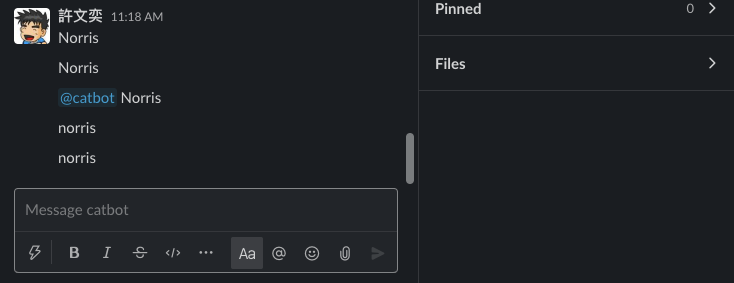 許文奕 11:18 AM
Norris
Norris
@catbot Norris
norris
norris
Message catbot
B I S </> ... Aa @
Pinned 0
Files